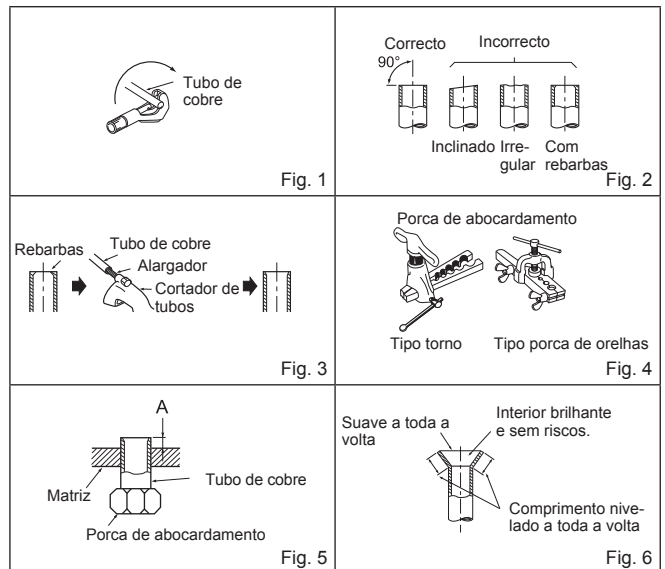 Tubo de
cobre
Fig. 1
Correcto
Incorrecto
90°
Inclinado
Irre-
gular
Com
rebarbas
Fig. 2
Rebarbas
Tubo de cobre
Alargador
Cortador de
tubos
Fig. 3
Porca de abocardamento
Tipo torno
Tipo porca de orelhas
Fig. 4
A
Matriz
Tubo de cobre
Porca de abocardamento
Fig. 5
Suave a toda a
volta
Interior brilhante
e sem riscos.
Comprimento nive-
lado a toda a volta
Fig. 6